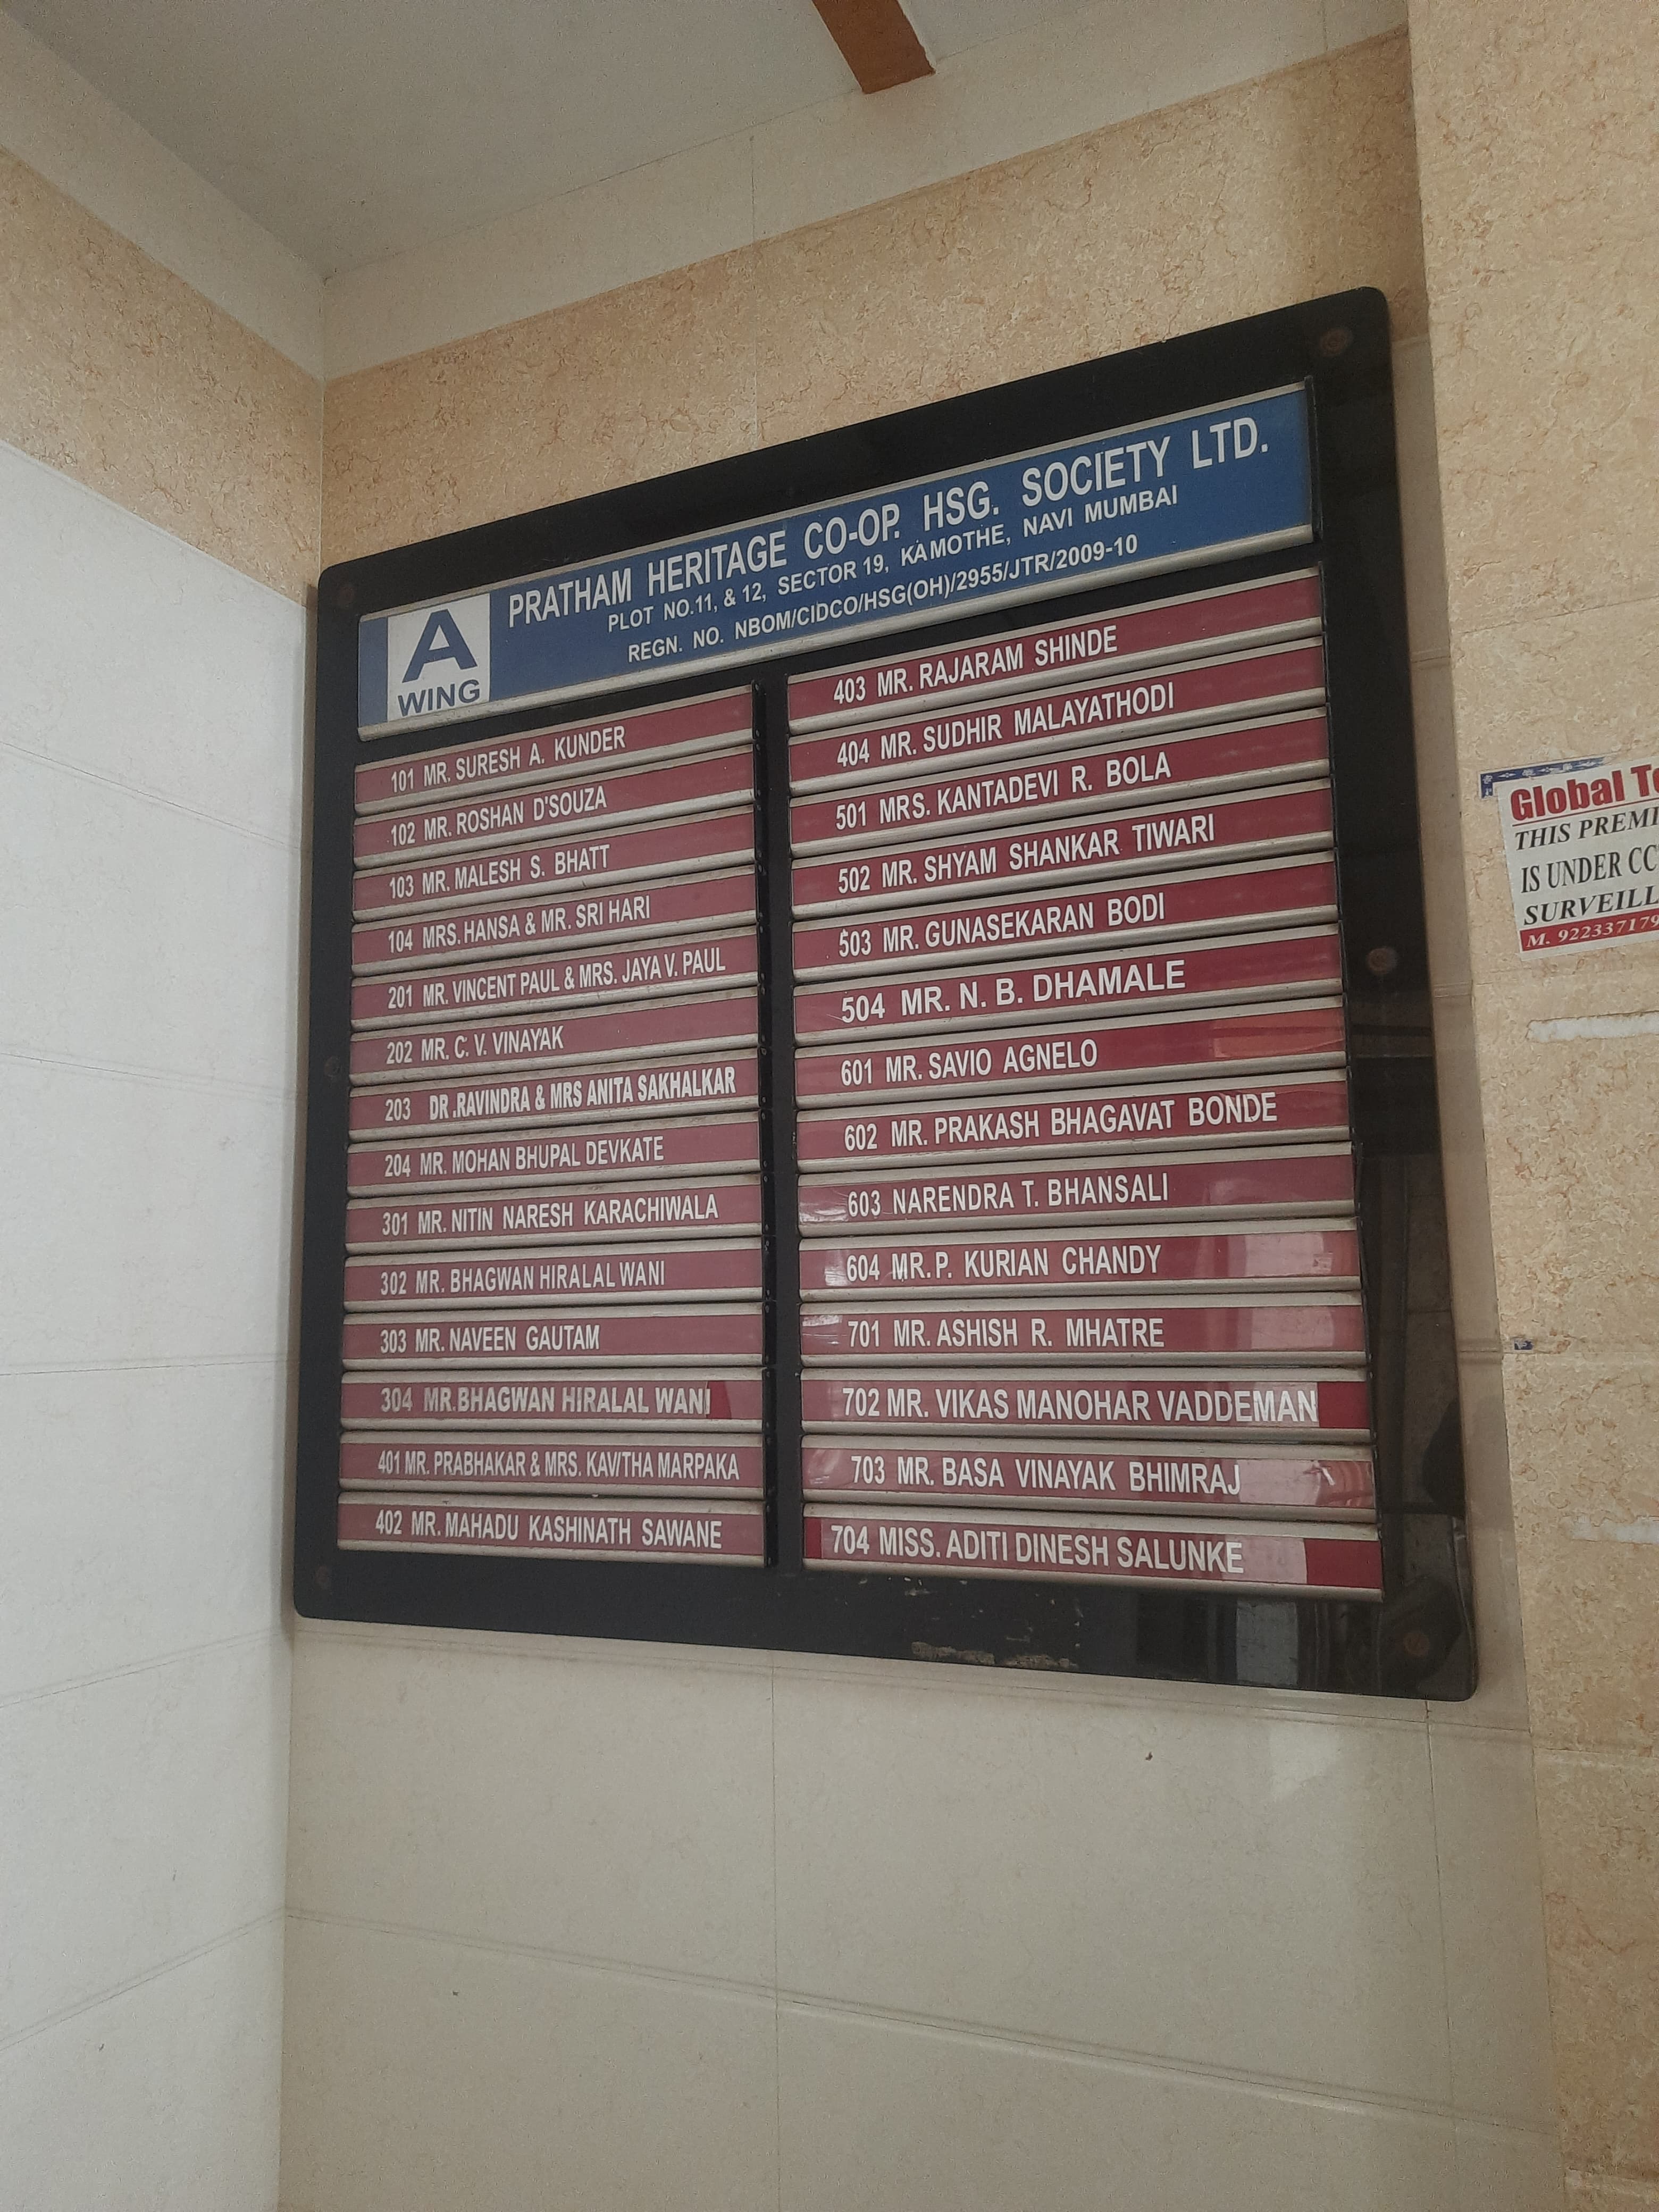 A
WING
PRATHAM HERITAGE CO-OP. HSG. SOCIETY LTD.
PLOT NO.11, & 12, SECTOR 19, KAMOTHE, NAVI MUMBAI
REGN. NO. NBOM/CIDCO/HSG(OH)/2955/JTR/2009-10
101 MR. SURESH A. KUNDER
102 MR. ROSHAN D'SOUZA
103 MR. MALESH S. BHATT
104 MRS. HANSA & MR. SRI HARI
201 MR. VINCENT PAUL & MRS. JAYA V. PAUL
202 MR. C. V. VINAYAK
203 DR .RAVINDRA & MRS ANITA SAKHALKAR
204 MR. MOHAN BHUPAL DEVKATE
301 MR. NITIN NARESH KARACHIWALA
302 MR. BHAGWAN HIRALAL WANI
303 MR. NAVEEN GAUTAM
304 MR.BHAGWAN HIRALAL WANI
401 MR. PRABHAKAR & MRS. KAVITHA MARPAKA
402 MR. MAHADU KASHINATH SAWANE
403 MR. RAJARAM SHINDE
404 MR. SUDHIR MALAYATHODI
501 MRS. KANTADEVI R. BOLA
502 MR. SHYAM SHANKAR TIWARI
503 MR. GUNASEKARAN BODI
504 MR. N. B. DHAMALE
601 MR. SAVIO AGNELO
602 MR. PRAKASH BHAGAVAT BONDE
603 NARENDRA T. BHANSALI
604 MR.P. KURIAN CHANDY
701 MR. ASHISH R. MHATRE
702 MR. VIKAS MANOHAR VADDEMAN
703 MR. BASA VINAYAK BHIMRAJ
704 MISS. ADITI DINESH SALUNKE
Global
THIS
IS UNDER
M.